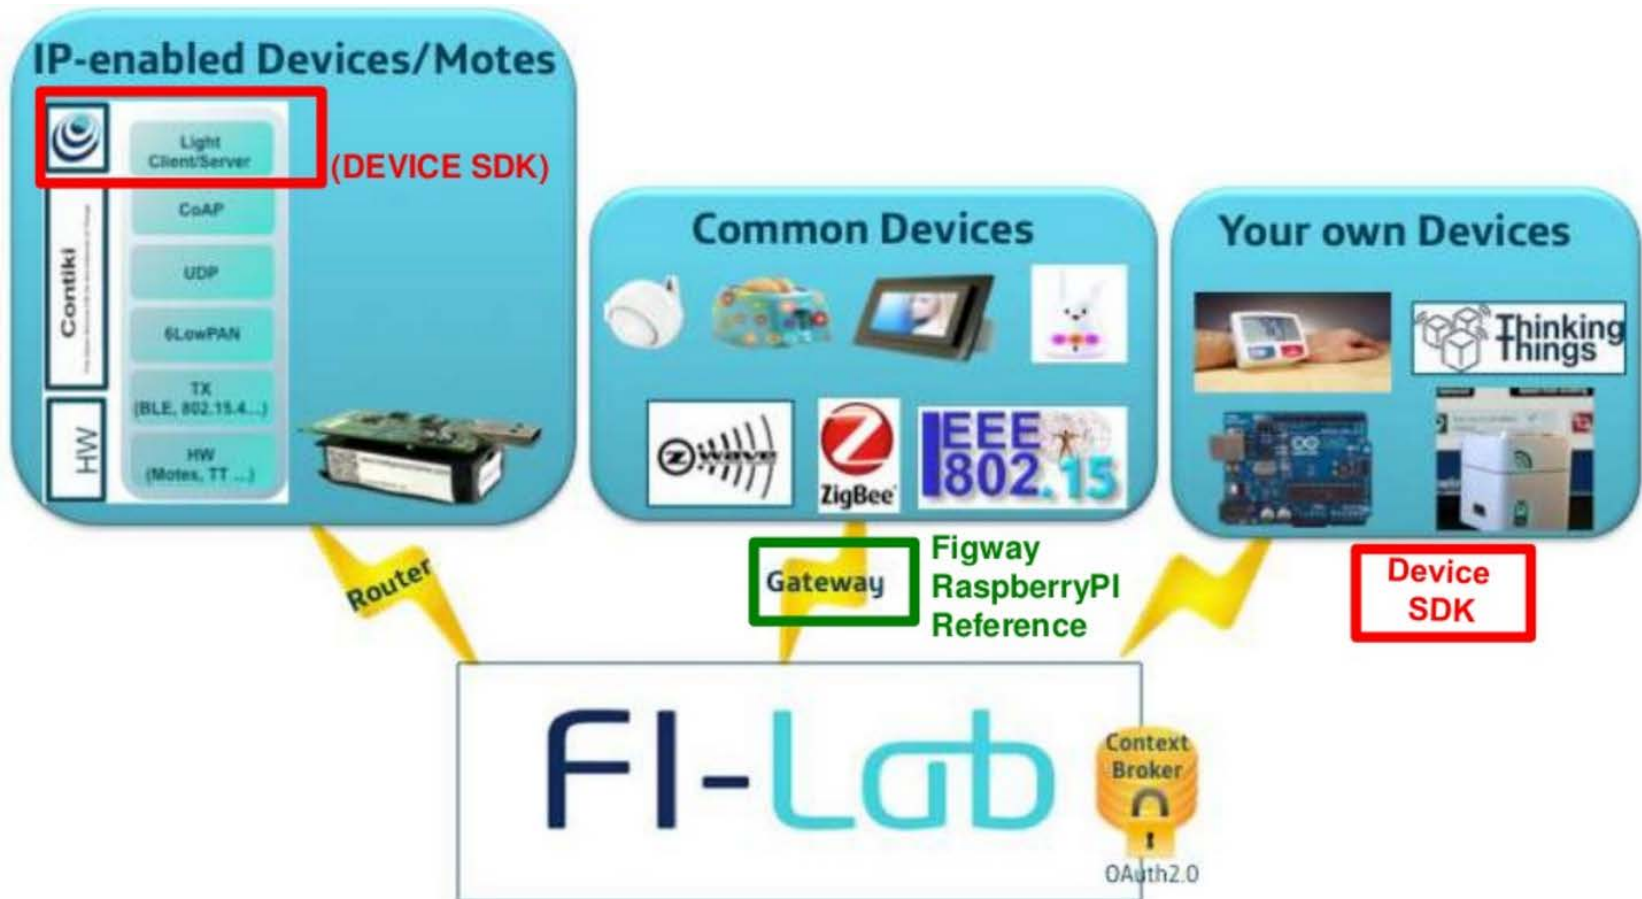 IP-enabled Devices/Motes
Light
Client/Server
(DEVICE SDK)
CoAP
UDP
6LowPAN
TX
(BLE, 802.15.4...)
HW
(Motes, TT ...)
Contiki
HW
Common Devices
Z wave
ZigBee
IEEE
802.15
Your own Devices
Thinking
Things
Router
Gateway
Figway
RaspberryPI
Reference
Device
SDK
FI-Lab
Context
Broker
OAuth2.0